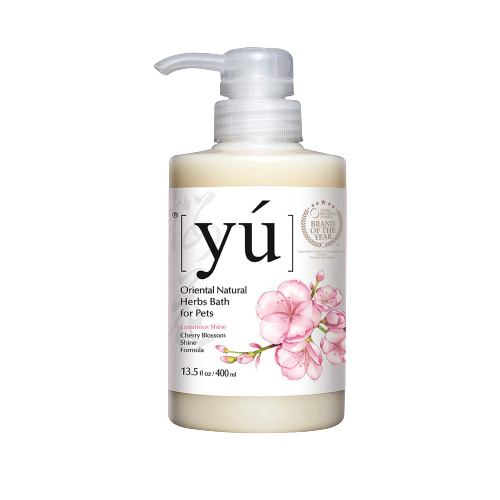 ®
[yú]
Oriental Natural
Herbs Bath
for Pets
Luminous Shine
Cherry Blossom
Shine
Formula
13.5 fl oz / 400 ml
BRAND
OF THE
YEAR